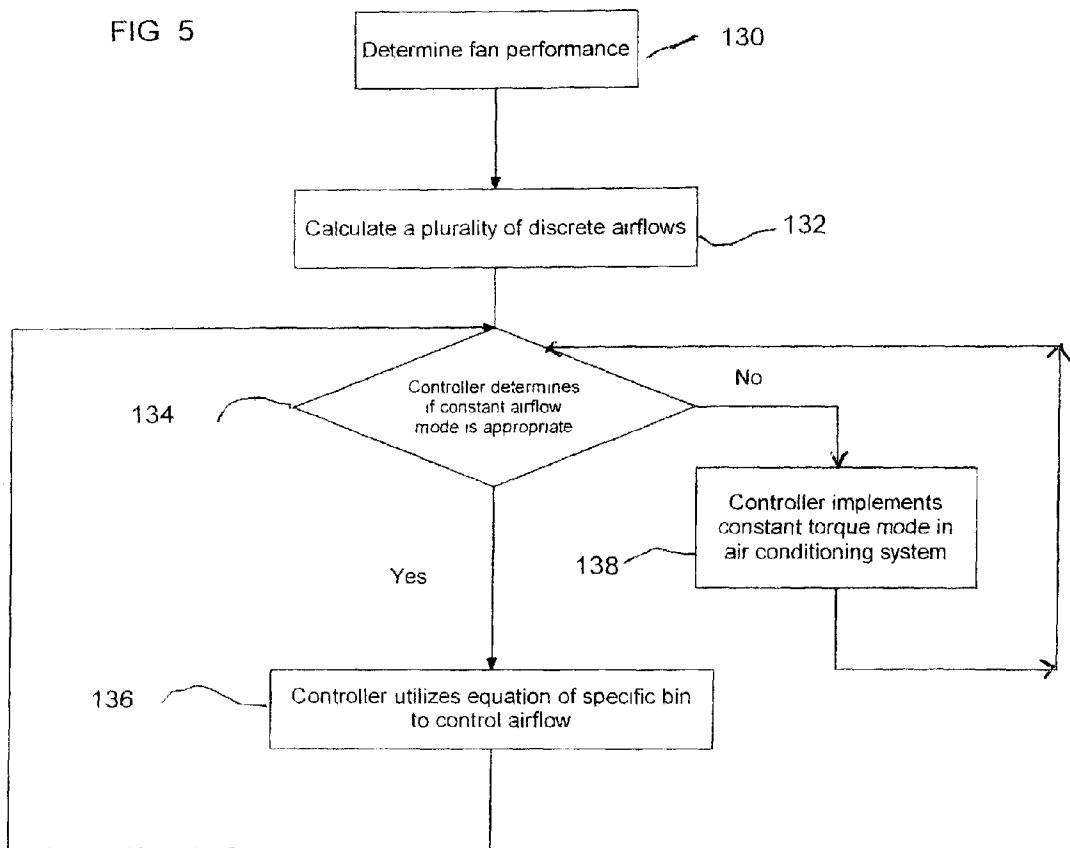 FIG 5
Determine fan performance
130
Calculate a plurality of discrete airflows
132
Controller determines
if constant airflow
mode is appropriate
134
No
Controller implements
constant torque mode in
air conditioning system
138
Yes
136
Controller utilizes equation of specific bin
to control airflow